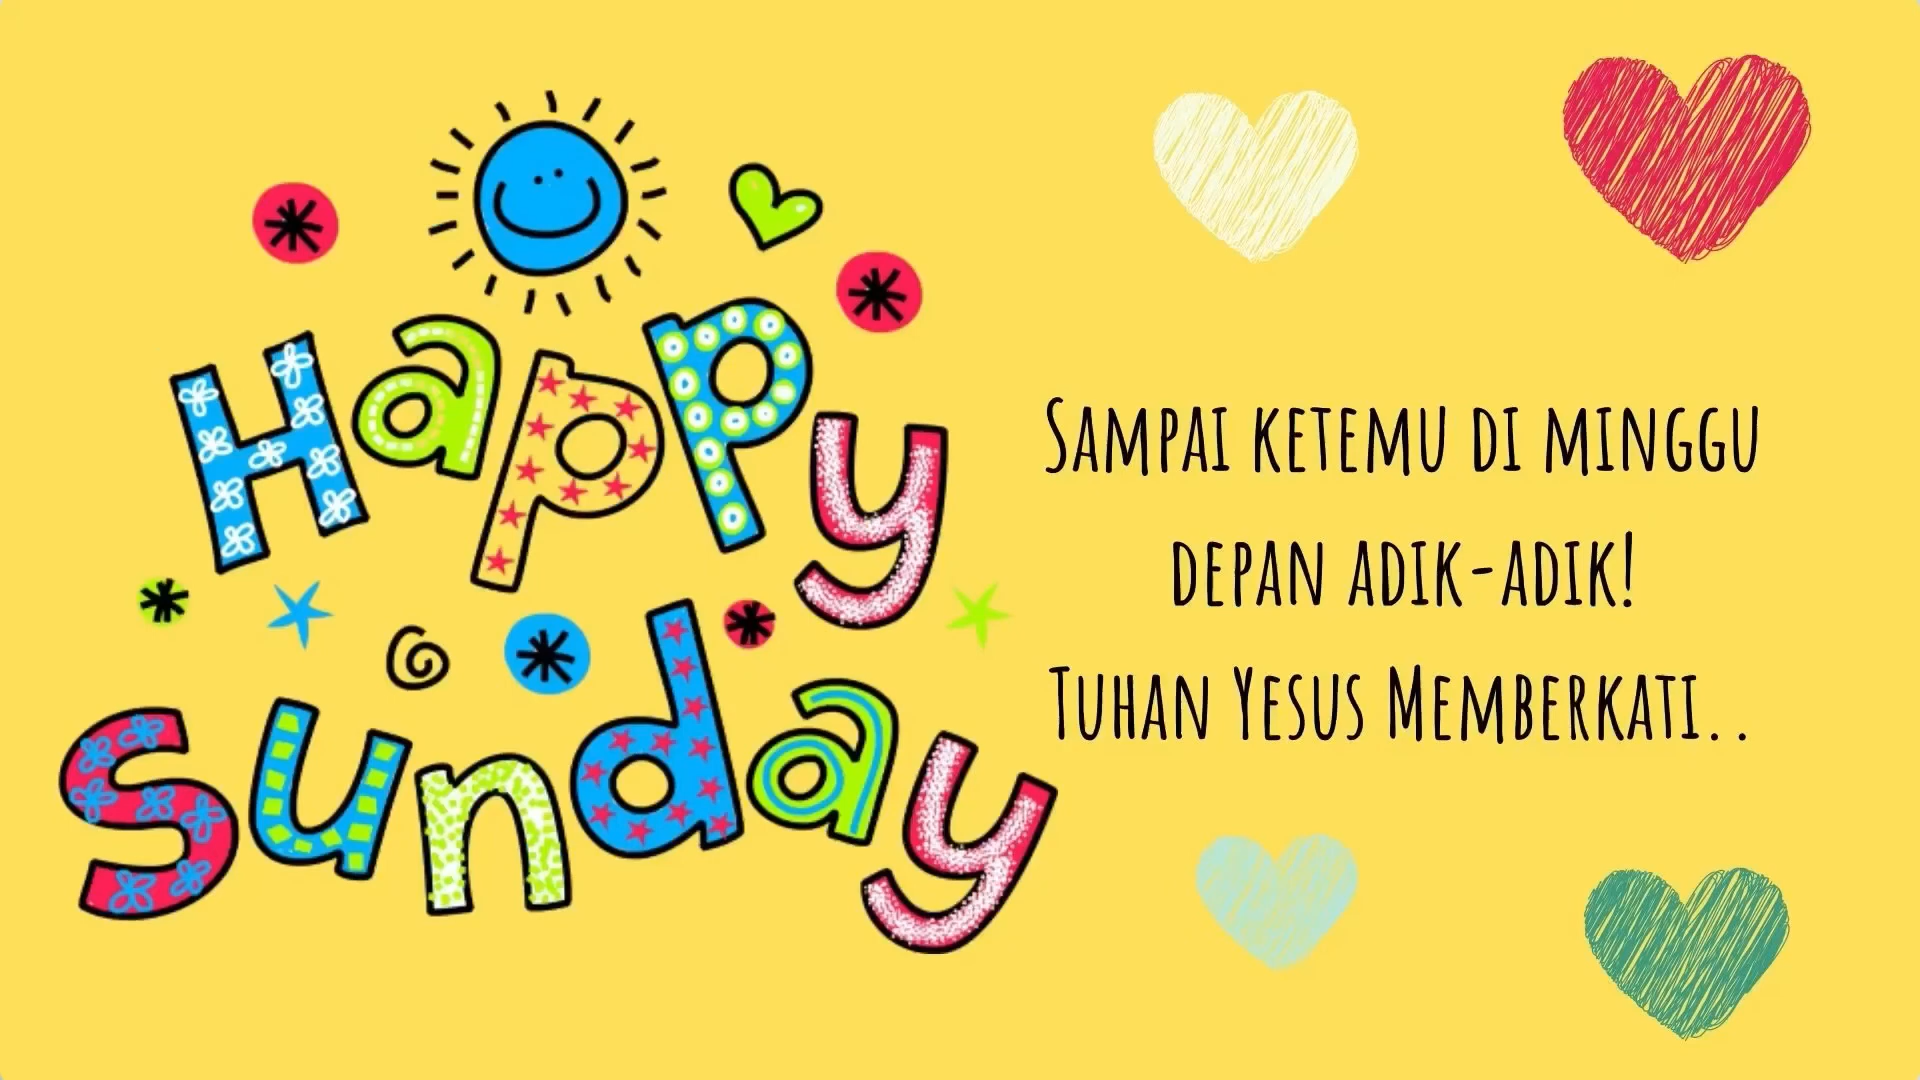 Happy
Sunday
Sampai ketemu di minggu
depan adik-adik!
Tuhan Yesus Memberkati..